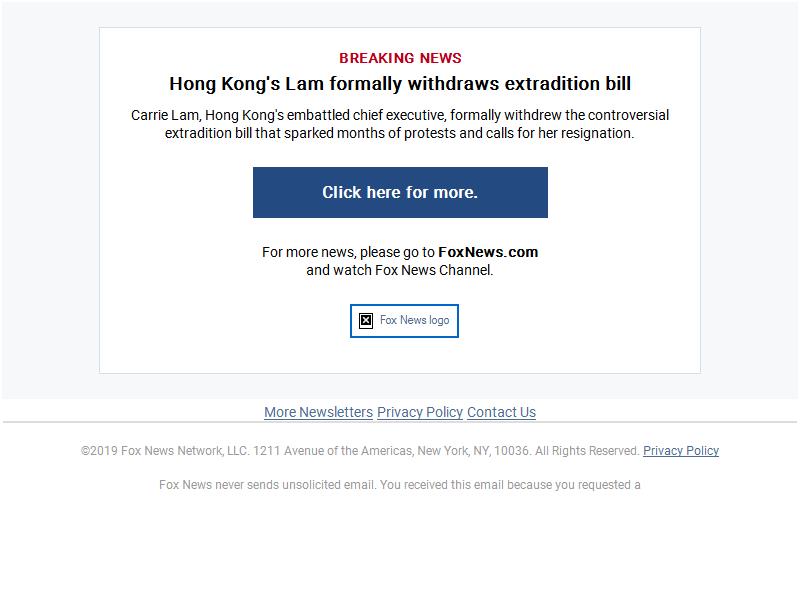 BREAKING NEWS
Hong Kong's Lam formally withdraws extradition bill
Carrie Lam, Hong Kong's embattled chief executive, formally withdrew the controversial
extradition bill that sparked months of protests and calls for her resignation.
Click here for more.
For more news, please go to FoxNews.com
and watch Fox News Channel.
Fox News logo
More Newsletters Privacy Policy Contact Us
©2019 Fox News Network, LLC. 1211 Avenue of the Americas, New York, NY, 10036. All Rights Reserved. Privacy Policy
Fox News never sends unsolicited email. You received this email because you requested a